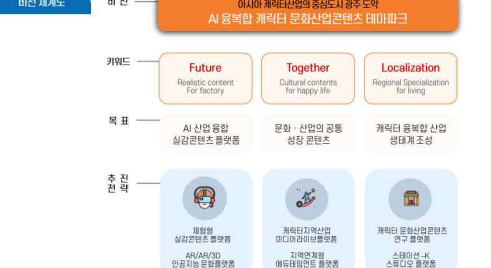 비전 체계도
비 전
아시아 캐릭터산업의 중심도시 광주 도약
AI 융복합 캐릭터 문화산업콘텐츠 테마파크
키워드
Future
Realistic content
For factory
Together
Cultural contents
for happy life
Localization
Regional Specialization
for living
목 표
AI 산업 융합
실감콘텐츠 플랫폼
문화 · 산업의 공통
성장 콘텐츠
캐릭터 융복합 산업
생태계 조성
추 진
전 략
체험형
실감콘텐츠 플랫폼
AR/AR/3D
인공지능 문화플랫폼
캐릭터지역산업
미디어라이브플랫폼
지역연계형
에듀테인먼트 플랫폼
캐릭터 문화산업콘텐츠
연구 플랫폼
스테이션-K
스튜디오 플랫폼